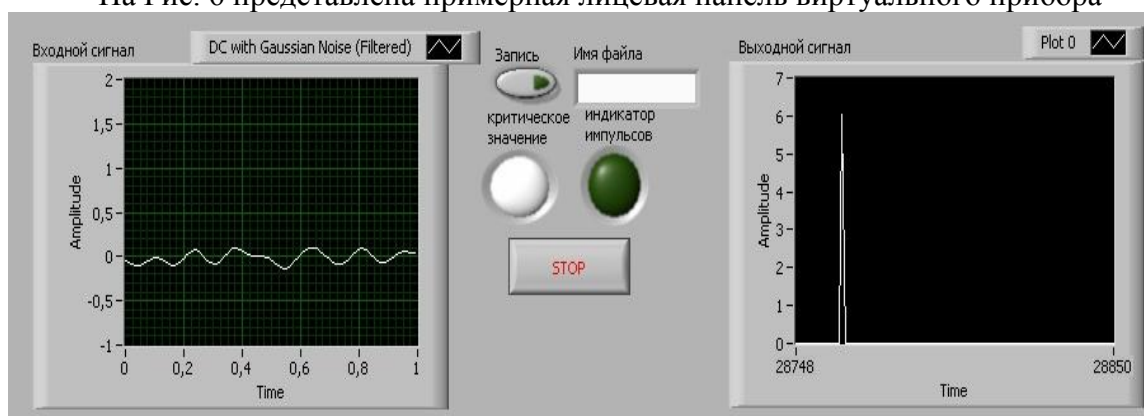 На Рис. 6 представлена примерная лицевая панель виртуального прибора
Входной сигнал
DC with Gaussian Noise (Filtered)
2
1,5
1
0,5
0
-0,5
-1
Amplitude
0 0,2 0,4 0,6 0,8 1
Time
Запись
Имя файла
критическое
значение
индикатор
импульсов
STOP
Выходной сигнал
Plot 0
7
6
5
4
3
2
1
0
Amplitude
28748 28850
Time